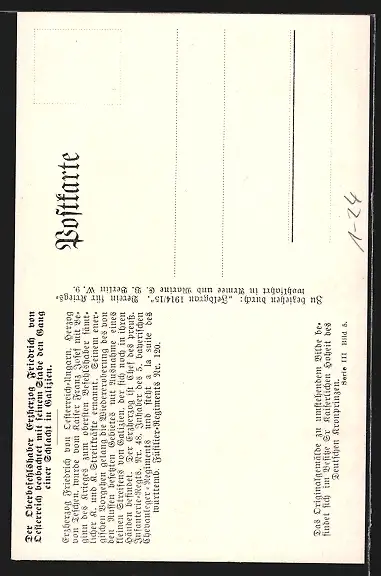 Der Oberbefehlshaber Erzherzog Friedrich von
Oesterreich beobachtet mit seinem Stabe den Gang
einer Schlacht in Galizien.
Erzherzog Friedrich von Oesterreich-Ungarn, Herzog
von Teschen, wurde vom Kaiser Franz Josef mit Be-
ginn des Krieges zum obersten Befehlshaber sämt-
licher K. und K. Streitkräfte ernannt. Seinem ener-
gischen Vorgehen gelang die Wiedereroberung des von
den Russen besetzten Gebietes mit Ausnahme eines
kleinen Streifens von Galizien, der sich noch in ihren
Händen befindet. Der Erzherzog ist Chef des preuß.
Infanterie-Regts. Nr. 48, Inhaber des 5. bayerischen
Chevauleger-Regiments und steht a la suite des
württemb. Füsilier-Regiments Nr. 120.
Das Originalgemälde zu umstehendem Bilde be-
findet sich im Besitze Sr Kaiserlichen Hoheit des
Deutschen Kronprinzen.
Serie III Bild 5.
Zu beziehen durch: „Feldgrau 1914/15". Verein für Kriegs-
wohlfahrt in Armee und Marine E. V. Berlin W. 9.
Postkarte
1-24